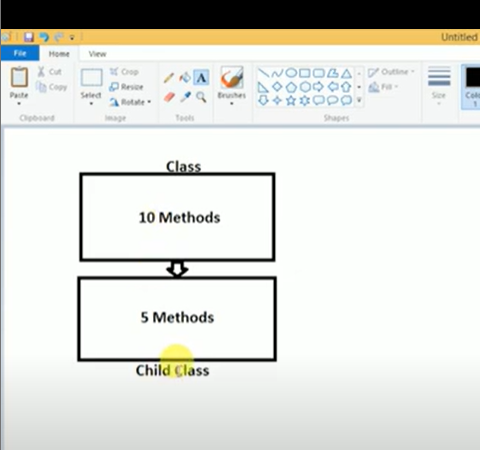 Untitled
File Home View
Cut
Copy
Paste
Clipboard
Select
Crop
Resize
Rotate
Image
A
Tools
Brushes
Outline
Fill
Shapes
Size
Colo
1
Class
10 Methods
5 Methods
Child Class